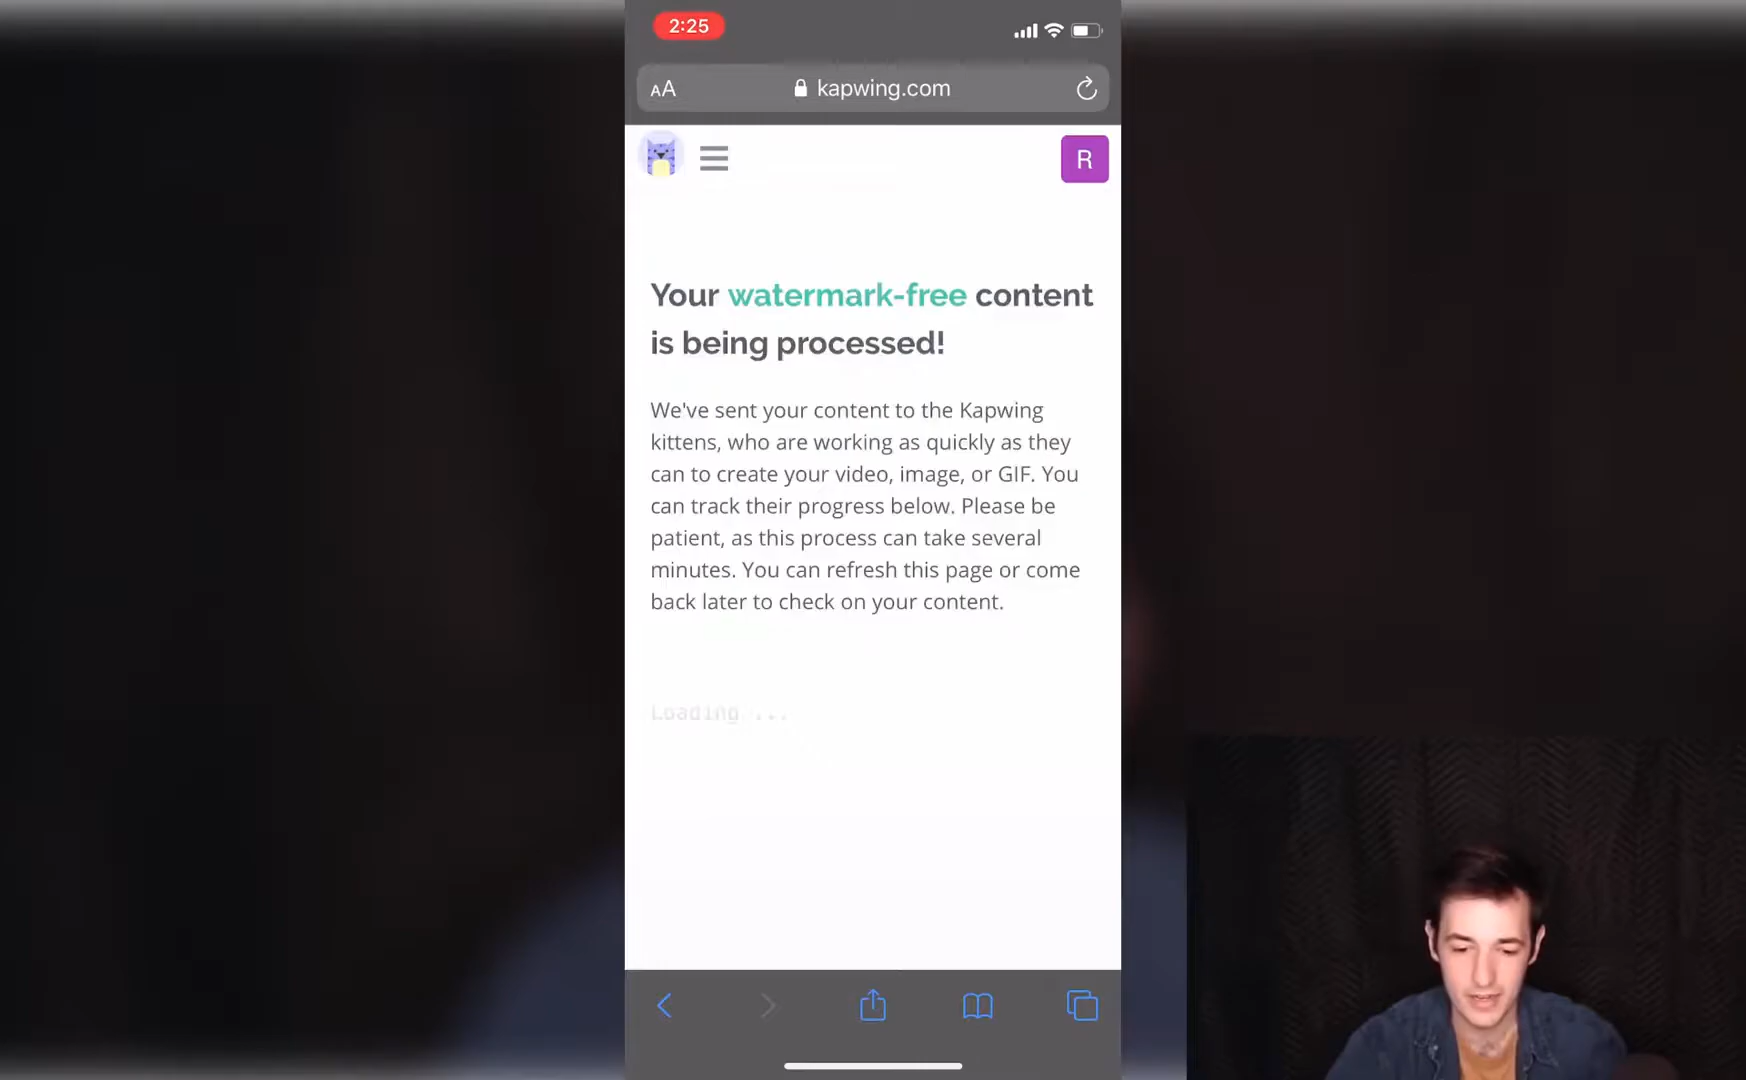 2:25
AA
kapwing.com
R
Your watermark-free content
is being processed!
We've sent your content to the Kapwing
kittens, who are working as quickly as they
can to create your video, image, or GIF. You
can track their progress below. Please be
patient, as this process can take several
minutes. You can refresh this page or come
back later to check on your content.
Loading ...